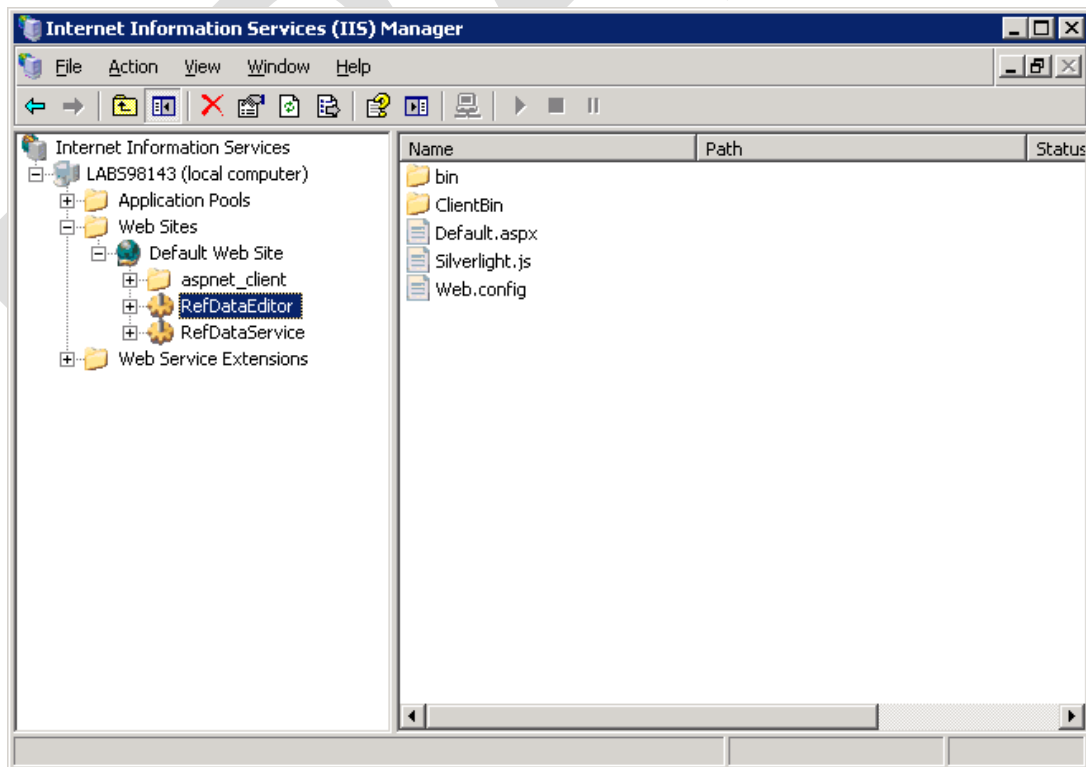 Internet Information Services (IIS) Manager
File Action View Window Help
Internet Information Services
LABS98143 (local computer)
Application Pools
Web Sites
Default Web Site
aspnet_client
RefDataEditor
RefDataService
Web Service Extensions
Name Path Status
bin
ClientBin
Default.aspx
Silverlight.js
Web.config